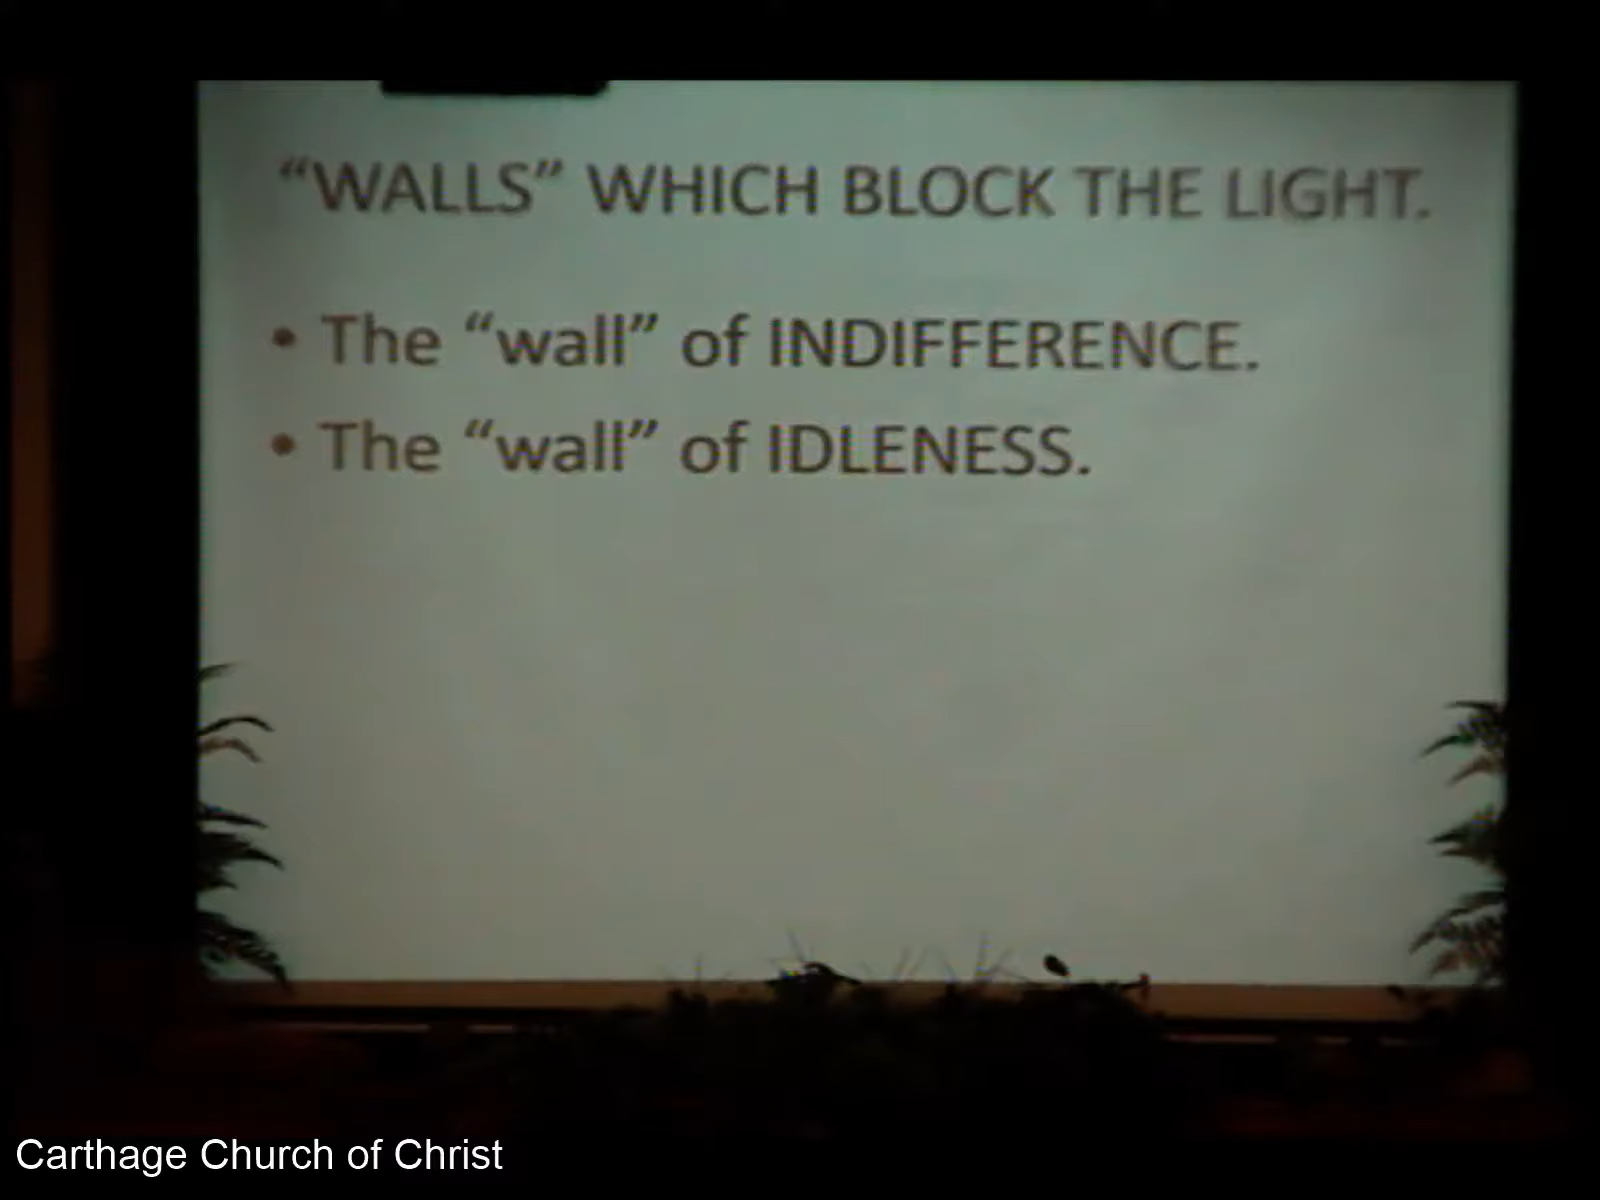 “WALLS” WHICH BLOCK THE LIGHT.
• The “wall” of INDIFFERENCE.
• The “wall” of IDLENESS.
Carthage Church of Christ